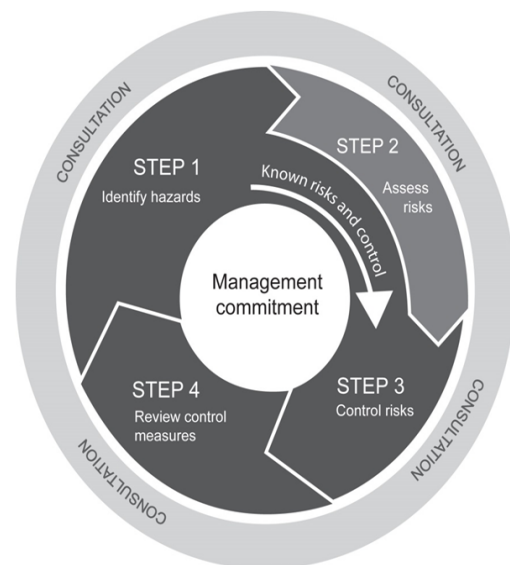 CONSULTATION
CONSULTATION
STEP 1
Identify hazards
STEP 2
Assess
risks
Known risks and control
Management
commitment
STEP 3
Control risks
STEP 4
Review control
measures
CONSULTATION
CONSULTATION